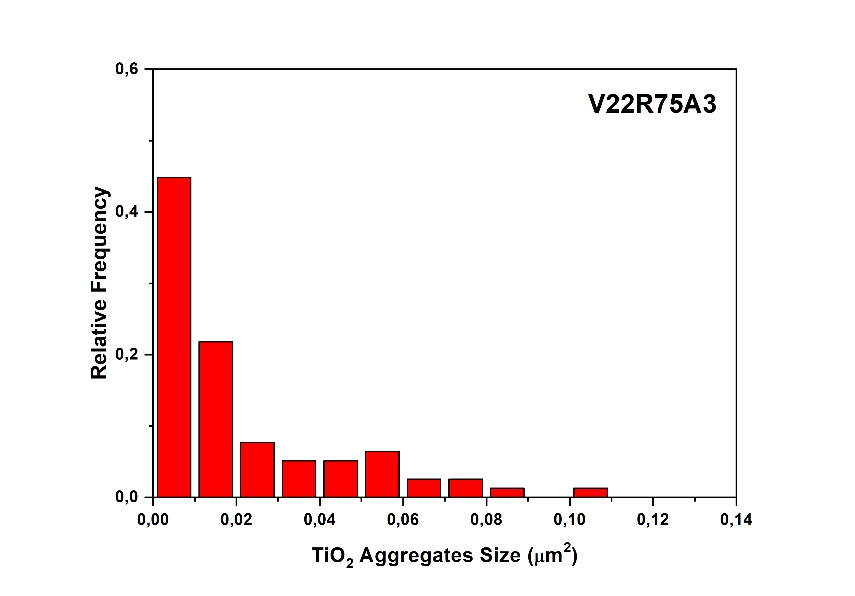 V22R75A3
0,6
0,4
0,2
0,0
Relative Frequency
0,00 0,02 0,04 0,06 0,08 0,10 0,12 0,14
TiO₂ Aggregates Size (μm²)